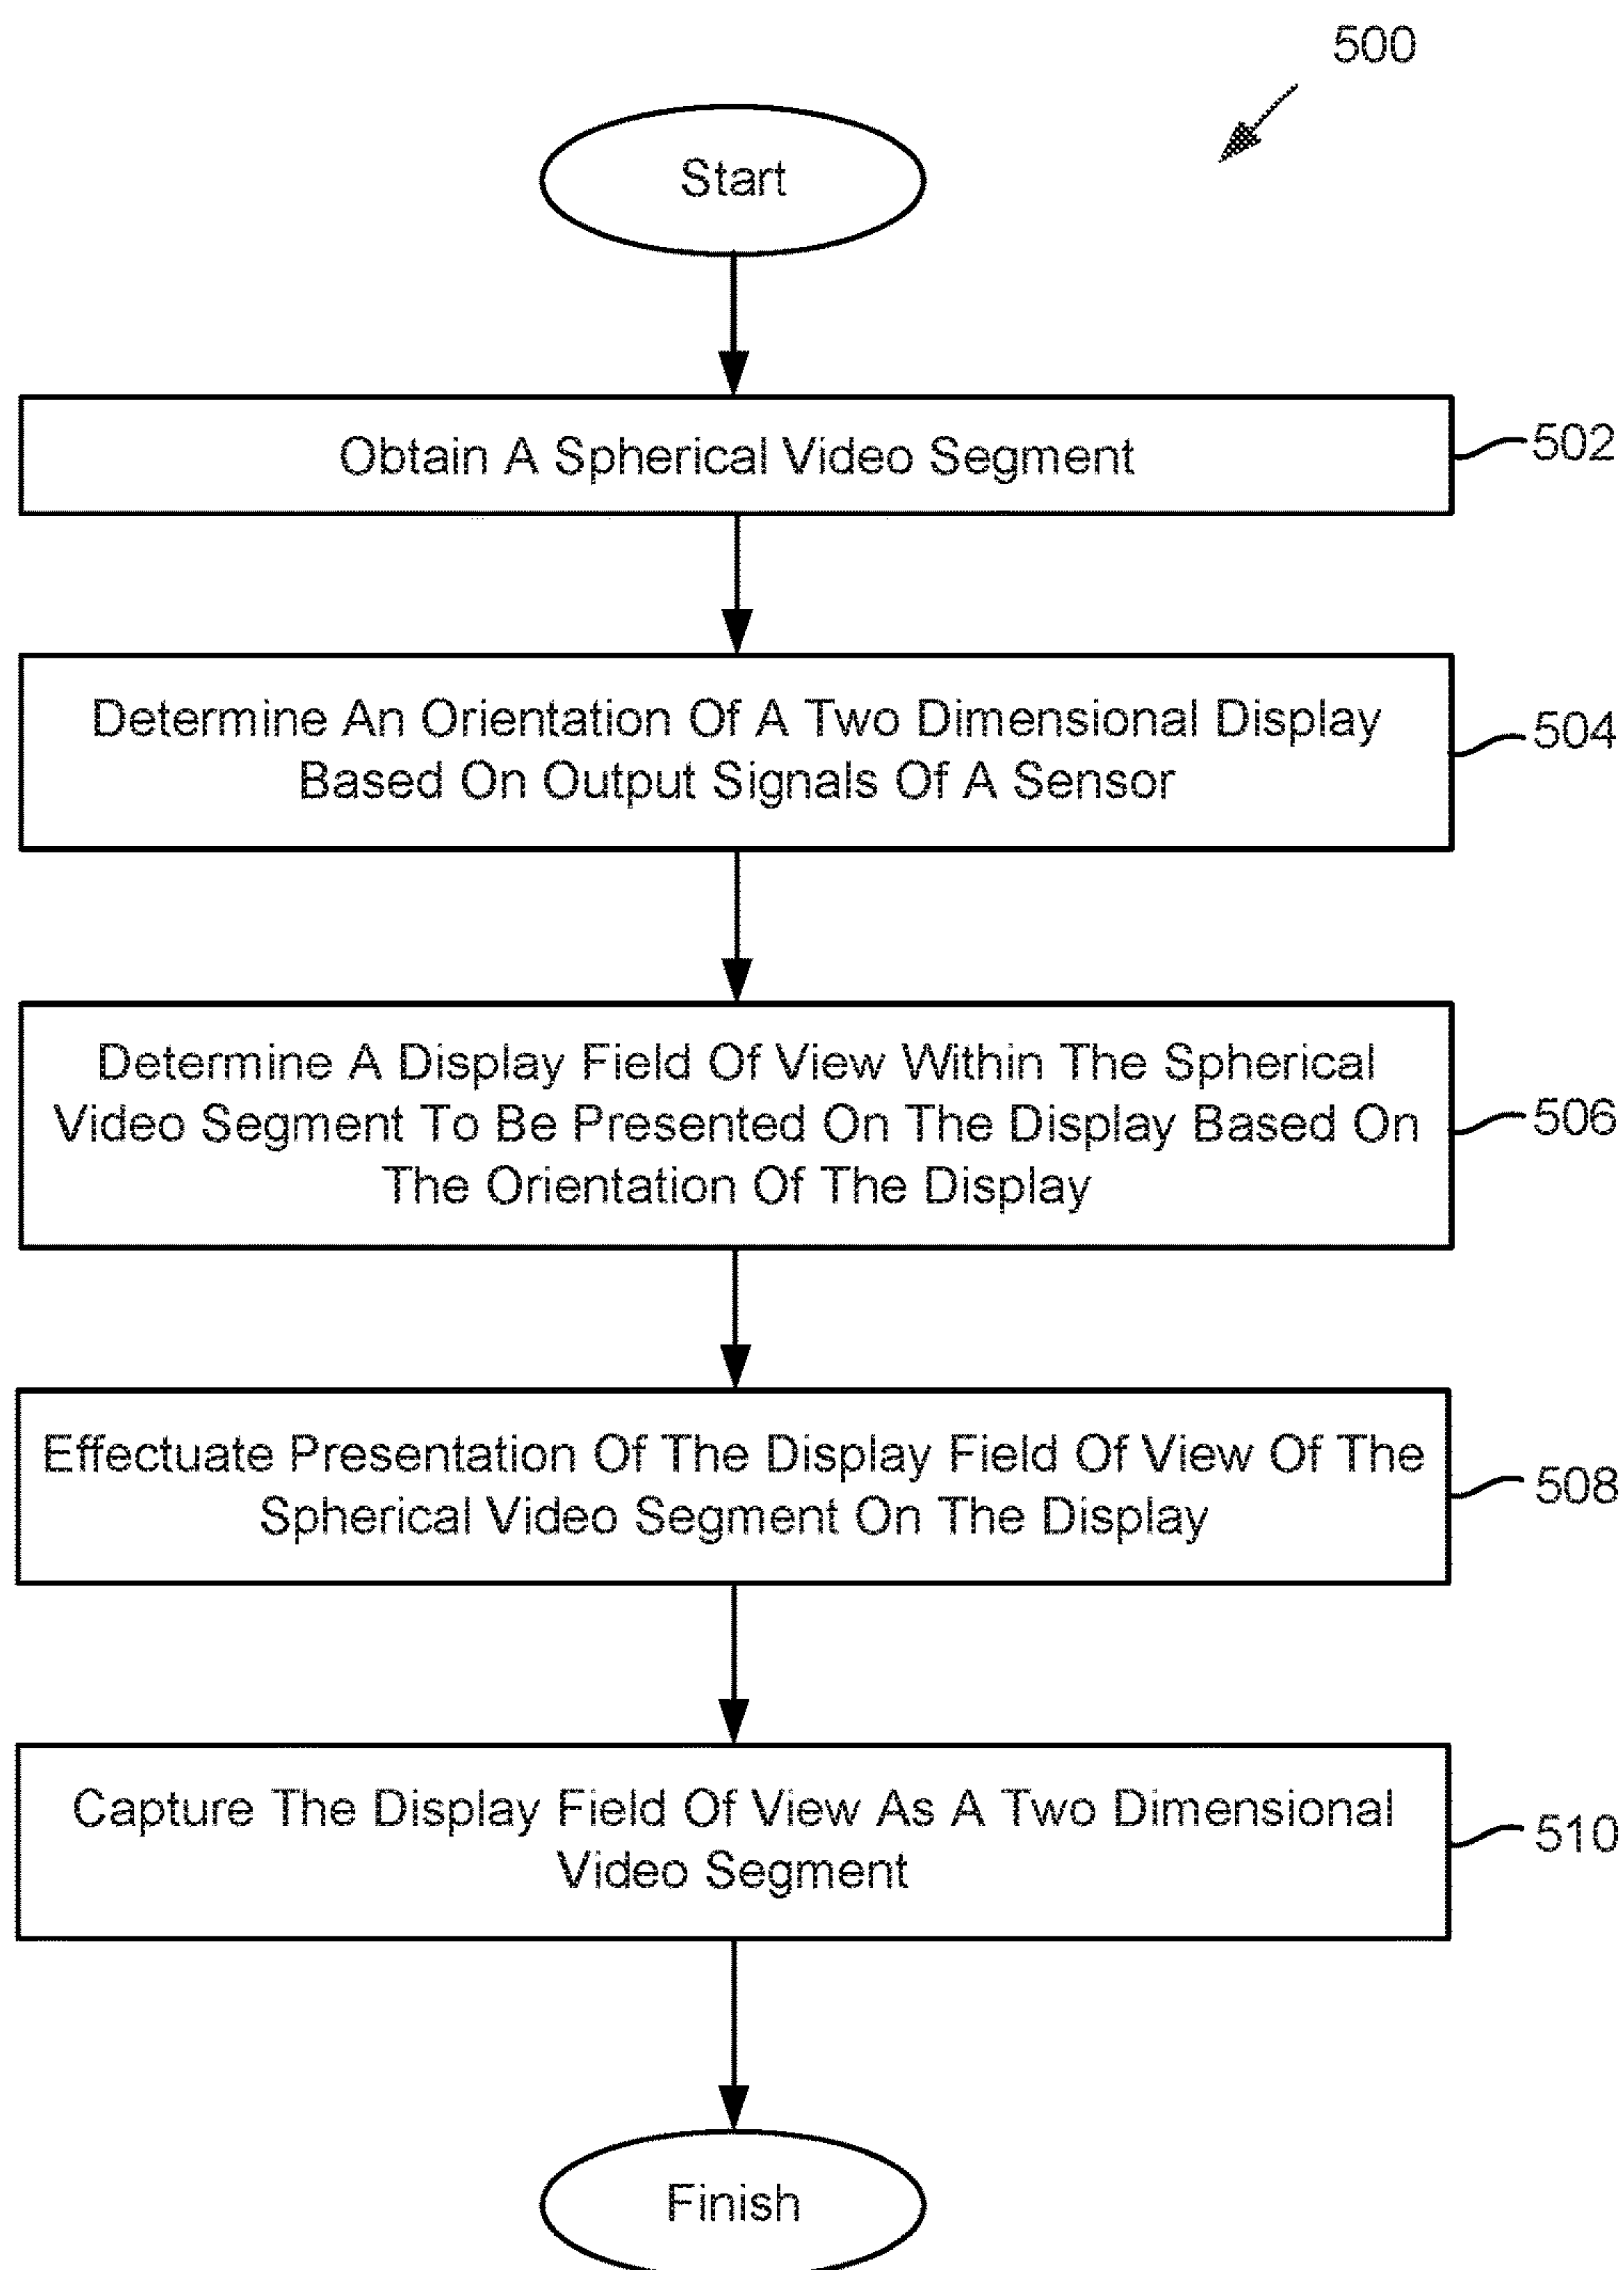 500
Start
Obtain A Spherical Video Segment
502
Determine An Orientation Of A Two Dimensional Display
Based On Output Signals Of A Sensor
504
Determine A Display Field Of View Within The Spherical
Video Segment To Be Presented On The Display Based On
The Orientation Of The Display
506
Effectuate Presentation Of The Display Field Of View Of The
Spherical Video Segment On The Display
508
Capture The Display Field Of View As A Two Dimensional
Video Segment
510
Finish